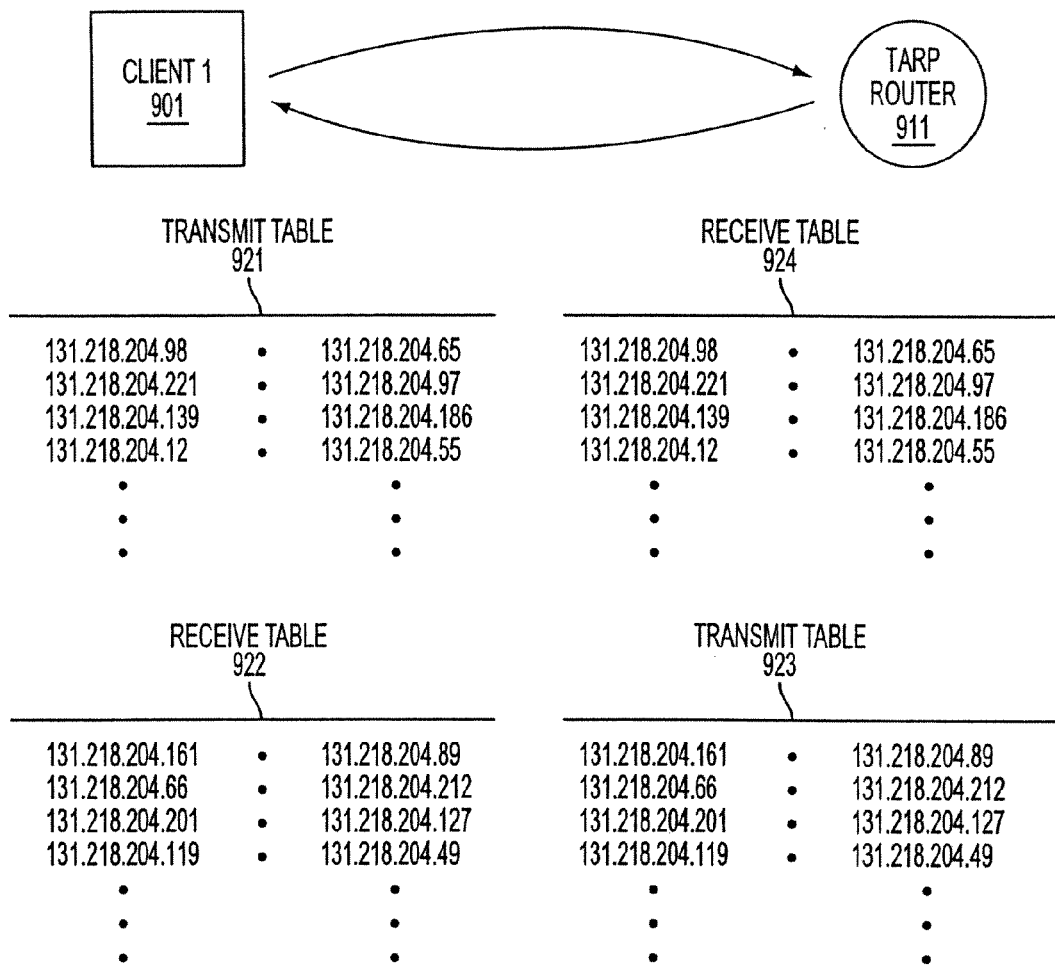 CLIENT 1
901
TARP
ROUTER
911
TRANSMIT TABLE
921
131.218.204.98 • 131.218.204.65
131.218.204.221 • 131.218.204.97
131.218.204.139 • 131.218.204.186
131.218.204.12 • 131.218.204.55
RECEIVE TABLE
924
131.218.204.98 • 131.218.204.65
131.218.204.221 • 131.218.204.97
131.218.204.139 • 131.218.204.186
131.218.204.12 • 131.218.204.55
RECEIVE TABLE
922
131.218.204.161 • 131.218.204.89
131.218.204.66 • 131.218.204.212
131.218.204.201 • 131.218.204.127
131.218.204.119 • 131.218.204.49
TRANSMIT TABLE
923
131.218.204.161 • 131.218.204.89
131.218.204.66 • 131.218.204.212
131.218.204.201 • 131.218.204.127
131.218.204.119 • 131.218.204.49